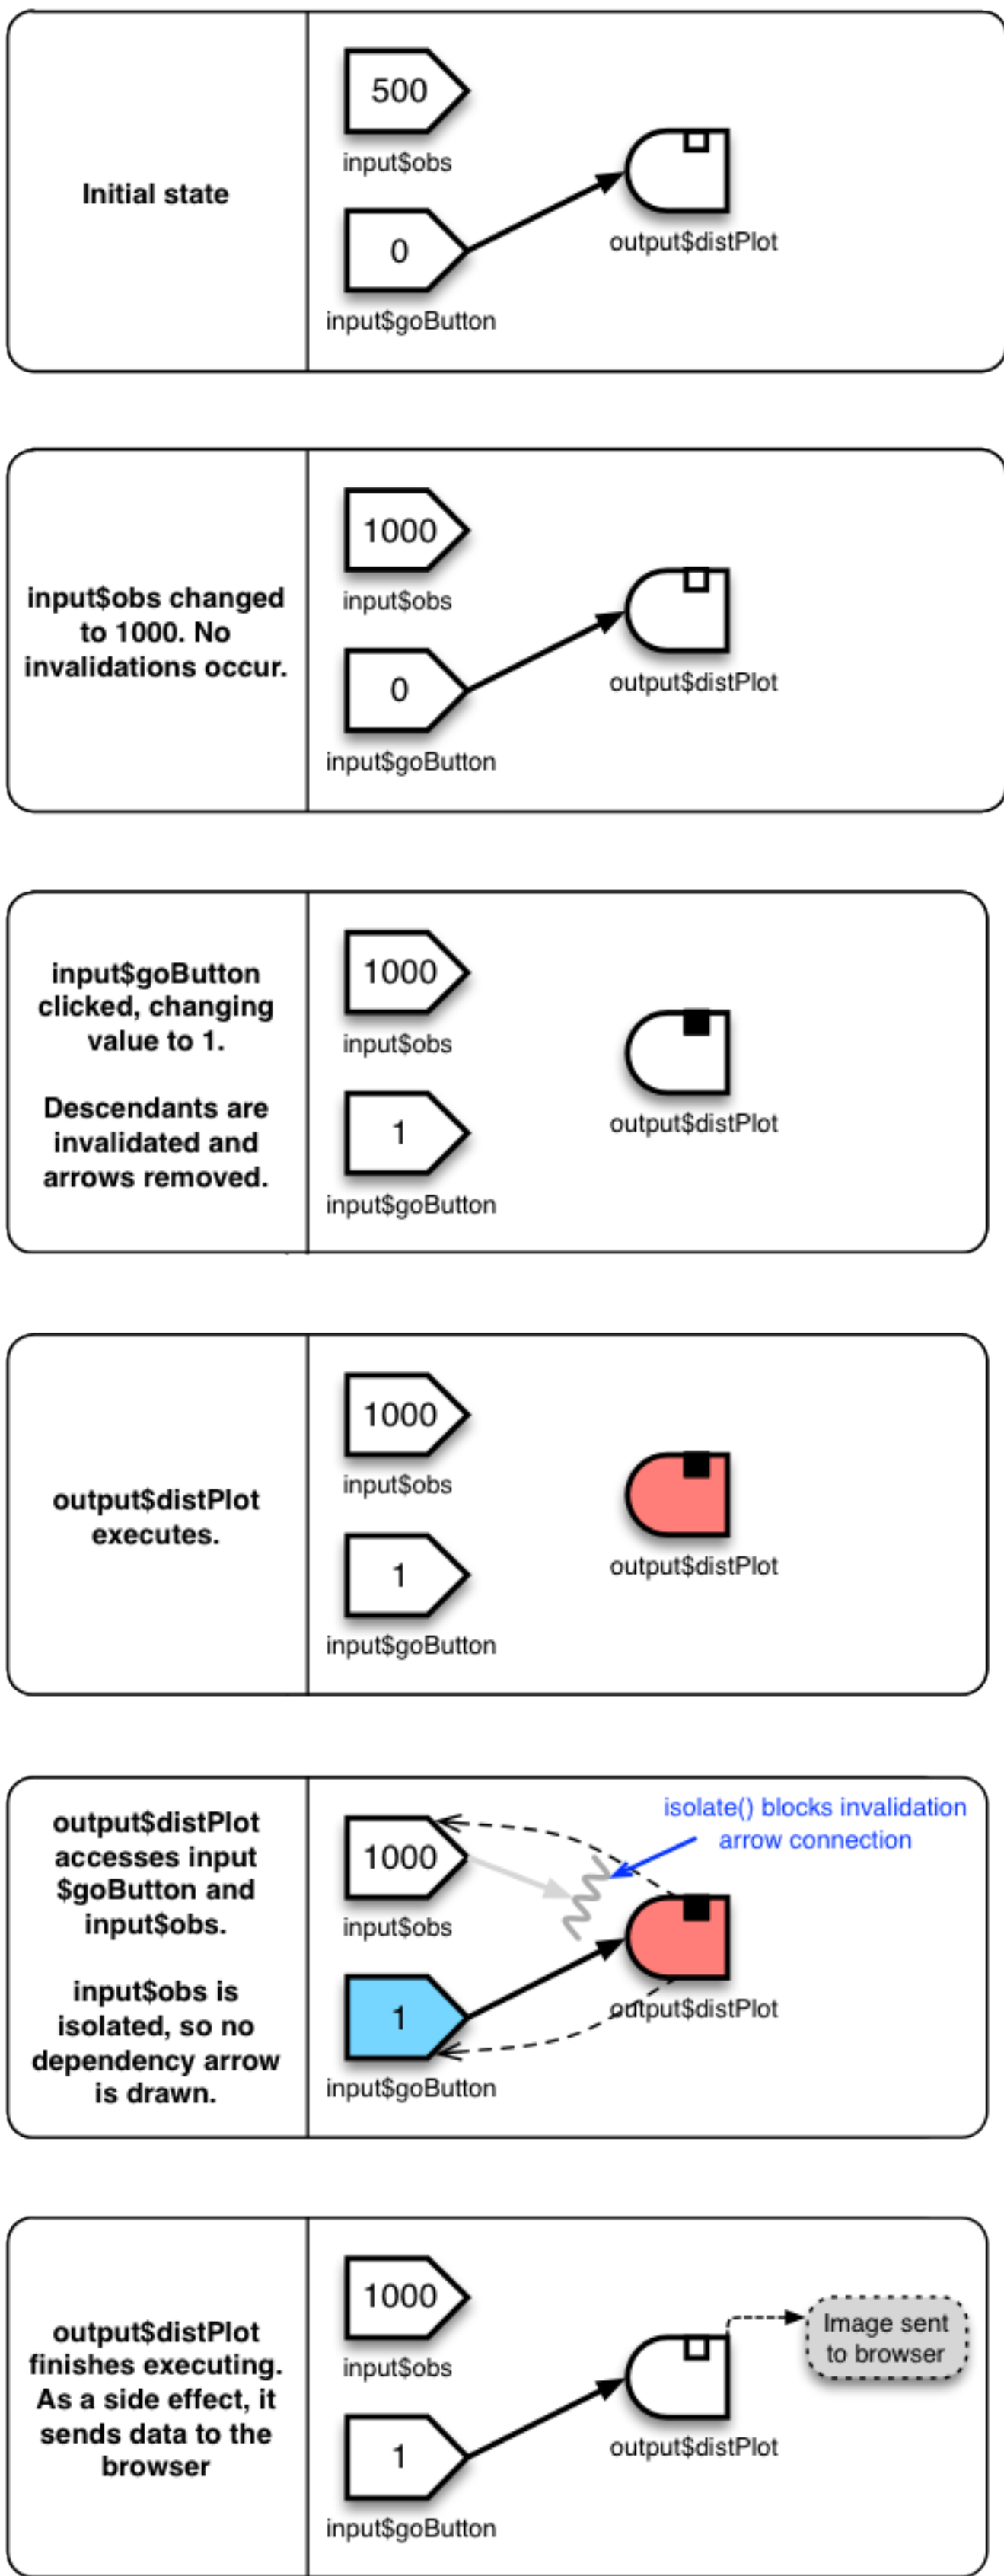 Initial state
500
input$obs
0
input$goButton
output$distPlot
input$obs changed
to 1000. No
invalidations occur.
1000
input$obs
0
input$goButton
output$distPlot
input$goButton
clicked, changing
value to 1.
Descendants are
invalidated and
arrows removed.
1000
input$obs
1
input$goButton
output$distPlot
output$distPlot
executes.
1000
input$obs
1
input$goButton
output$distPlot
output$distPlot
accesses input
$goButton and
input$obs.
input$obs is
isolated, so no
dependency arrow
is drawn.
1000
input$obs
1
input$goButton
isolate() blocks invalidation
arrow connection
output$distPlot
output$distPlot
finishes executing.
As a side effect, it
sends data to the
browser
1000
input$obs
1
input$goButton
output$distPlot
Image sent
to browser